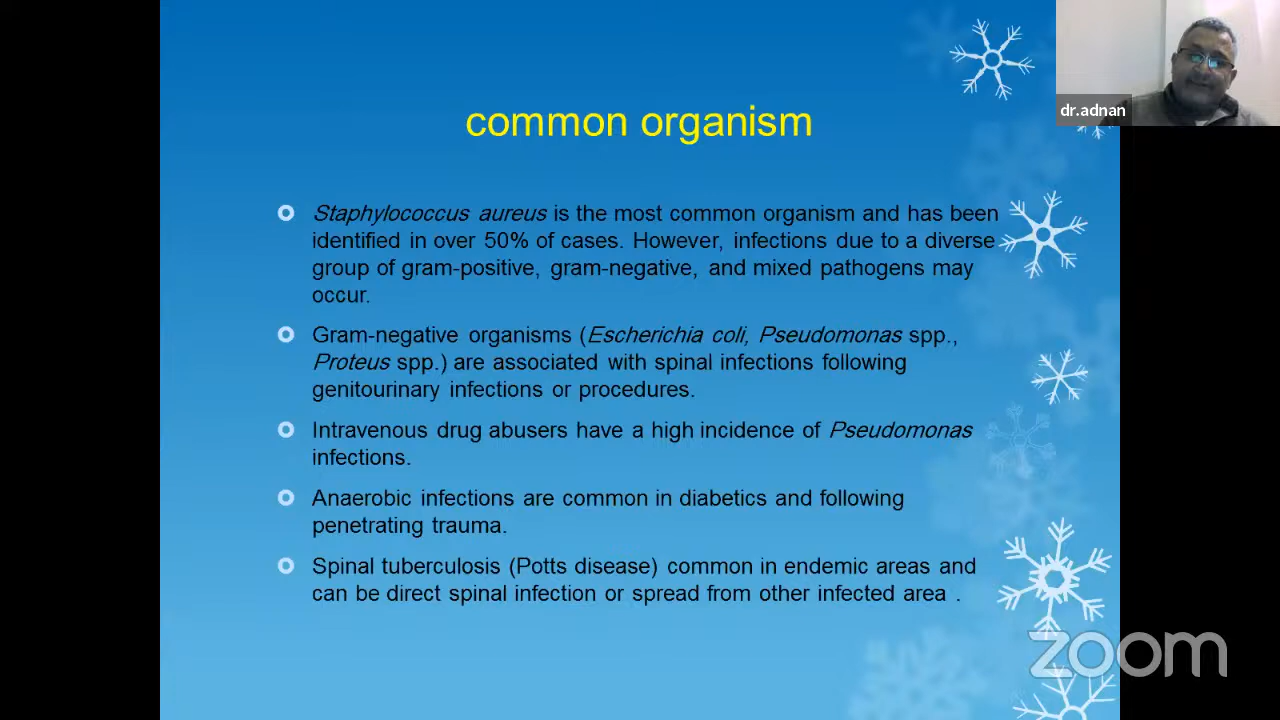 dr.adnan
common organism
Staphylococcus aureus is the most common organism and has been
identified in over 50% of cases. However, infections due to a diverse
group of gram-positive, gram-negative, and mixed pathogens may
occur.
Gram-negative organisms (Escherichia coli, Pseudomonas spp.,
Proteus spp.) are associated with spinal infections following
genitourinary infections or procedures.
Intravenous drug abusers have a high incidence of Pseudomonas
infections.
Anaerobic infections are common in diabetics and following
penetrating trauma.
Spinal tuberculosis (Potts disease) common in endemic areas and
can be direct spinal infection or spread from other infected area .
zoom